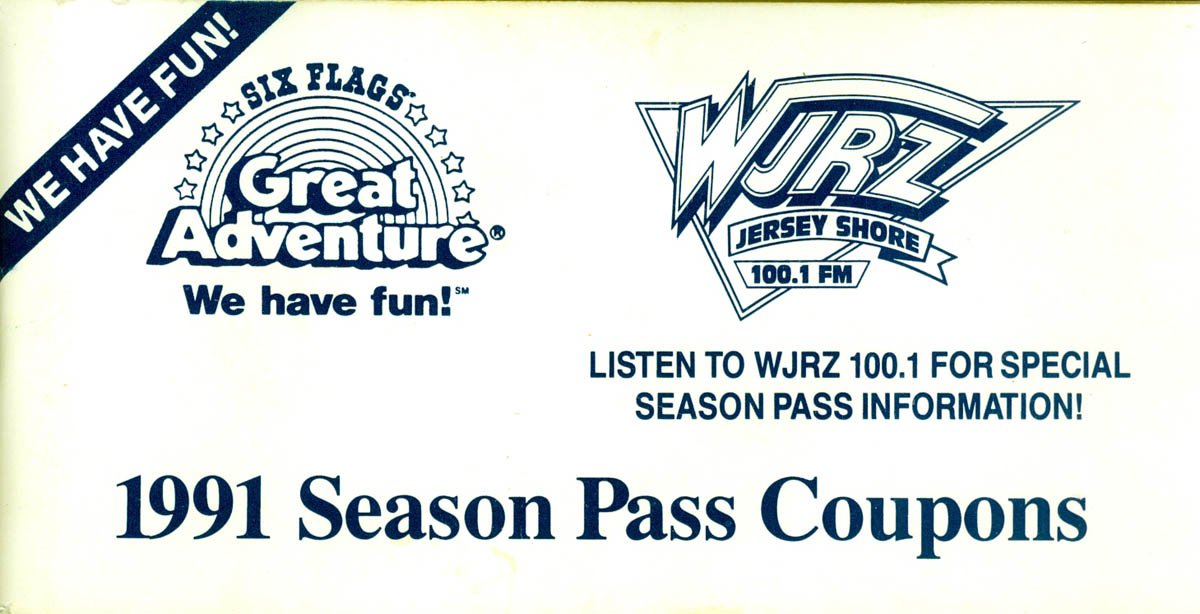 WE HAVE FUN!
SIX FLAGS
Great
Adventure®
We have fun!℠
WJRZ
JERSEY SHORE
100.1 FM
LISTEN TO WJRZ 100.1 FOR SPECIAL
SEASON PASS INFORMATION!
1991 Season Pass Coupons